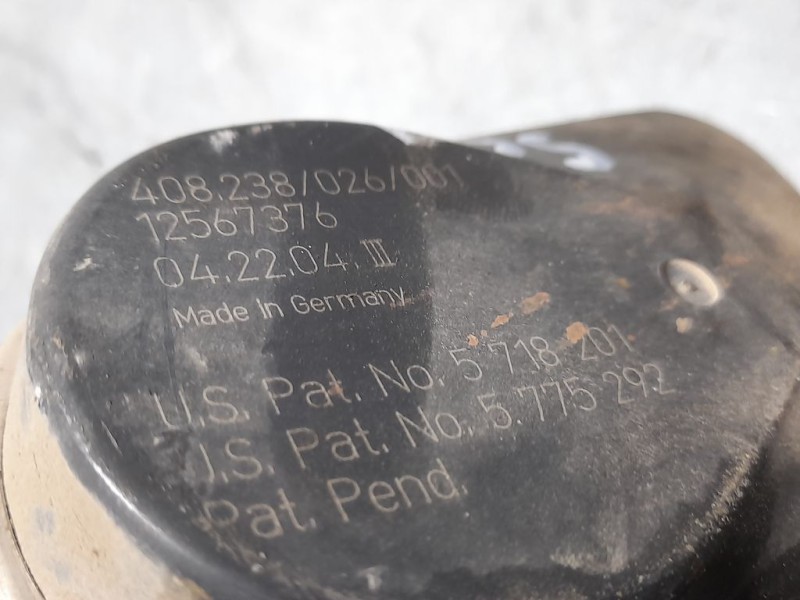 408.238/026/001
12567376
04.22.04.III
Made in Germany
U.S. Pat. No. 5 718 201
U.S. Pat. No. 5.775 292
Pat. Pend.